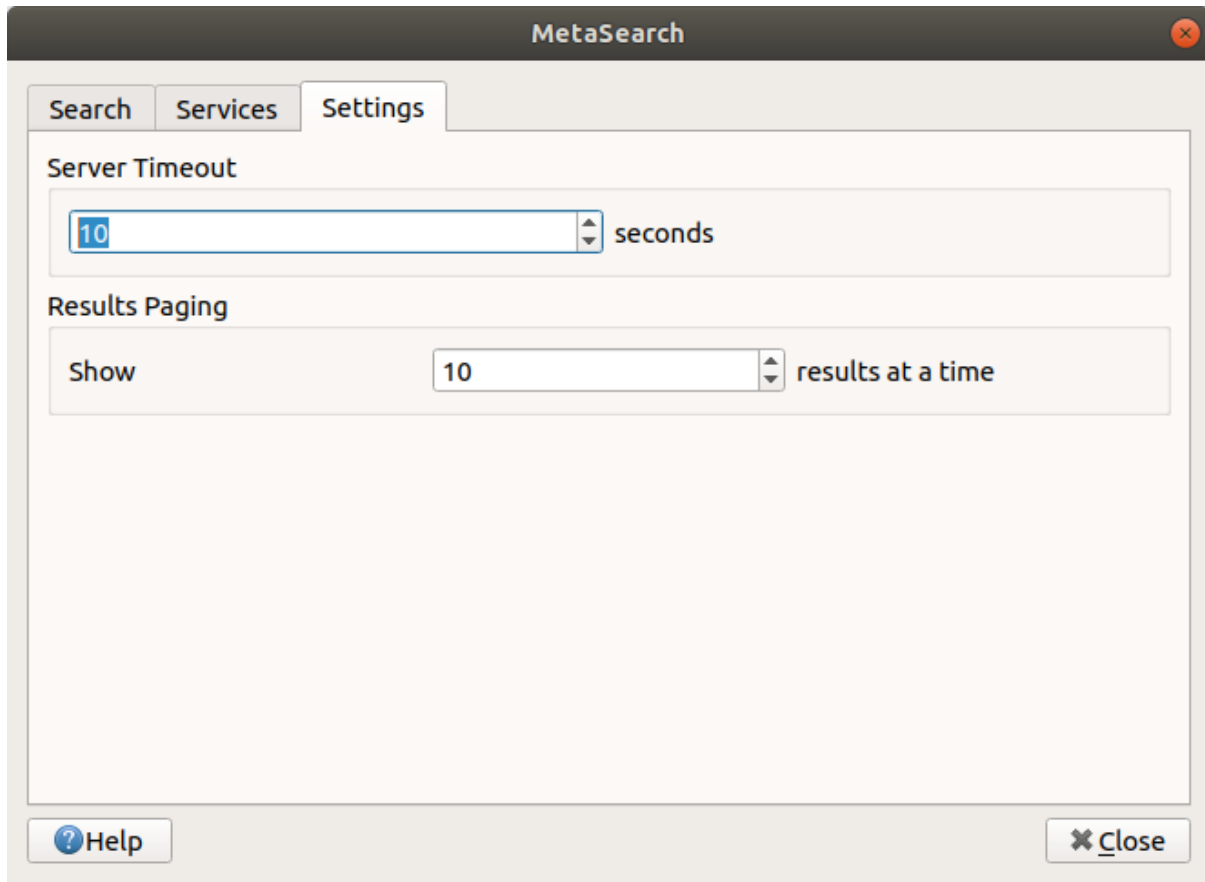 MetaSearch
Search Services Settings
Server Timeout
10 seconds
Results Paging
Show 10 results at a time
Help Close